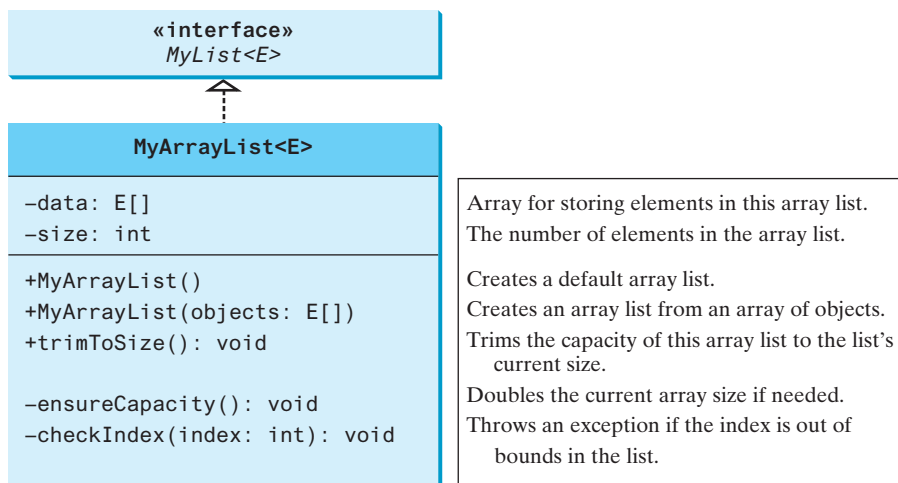 «interface»
MyList<E>
MyArrayList<E>
–data: E[]
–size: int
+MyArrayList()
+MyArrayList(objects: E[])
+trimToSize(): void
–ensureCapacity(): void
–checkIndex(index: int): void
Array for storing elements in this array list.
The number of elements in the array list.
Creates a default array list.
Creates an array list from an array of objects.
Trims the capacity of this array list to the list’s
current size.
Doubles the current array size if needed.
Throws an exception if the index is out of
bounds in the list.